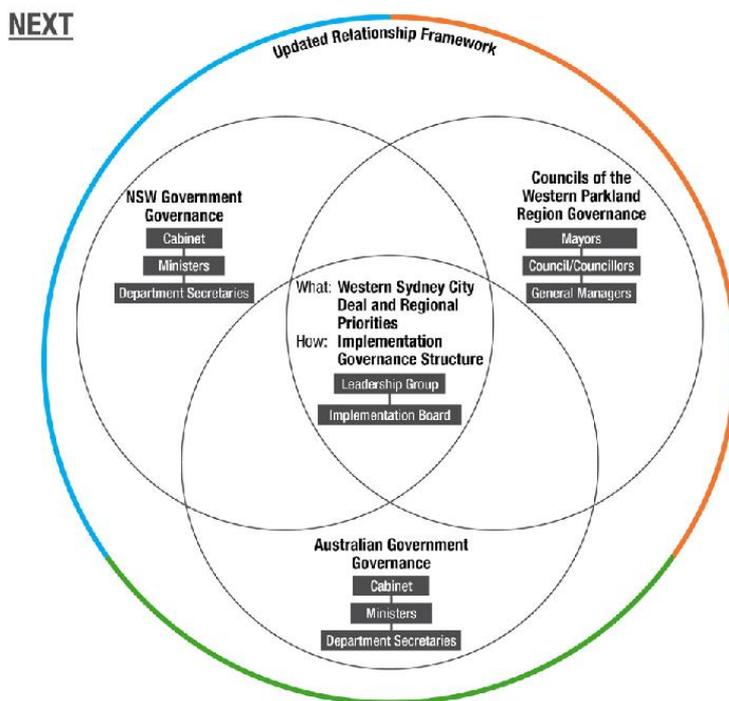 NEXT
Updated Relationship Framework
NSW Government
Governance
Cabinet
Ministers
Department Secretaries
Councils of the
Western Parkland
Region Governance
Mayors
Council/Councillors
General Managers
What: Western Sydney City
Deal and Regional
Priorities
How: Implementation
Governance Structure
Leadership Group
Implementation Board
Australian Government
Governance
Cabinet
Ministers
Department Secretaries